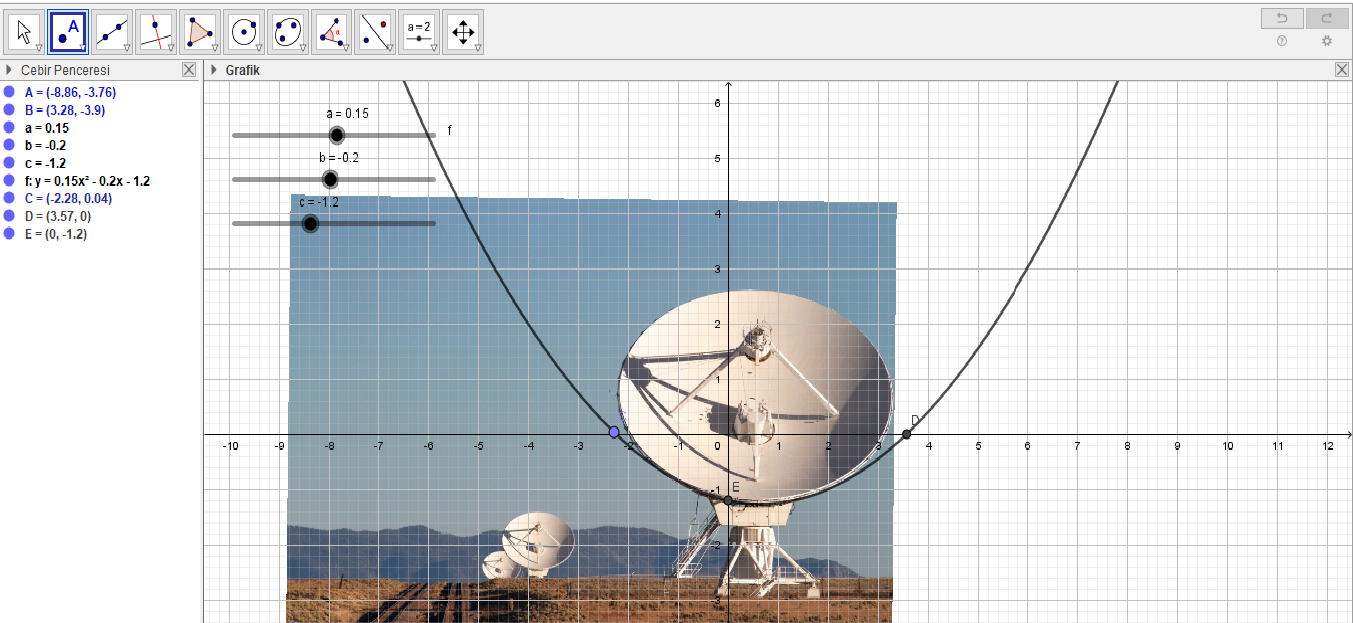 A
a = 2
Cebir Penceresi
Grafik
A = (-8.86, -3.76)
B = (3.28, -3.9)
a = 0.15
b = -0.2
c = -1.2
f: y = 0.15x² - 0.2x - 1.2
C = (-2.28, 0.04)
D = (3.57, 0)
E = (0, -1.2)
a = 0.15
f
b = -0.2
c = -1.2
6
5
4
3
2
1
D
-10 -9 -8 -7 -6 -5 -4 -3 -2 -1 0 1 2 3 4 5 6 7 8 9 10 11 12
E
-1
-2
-3